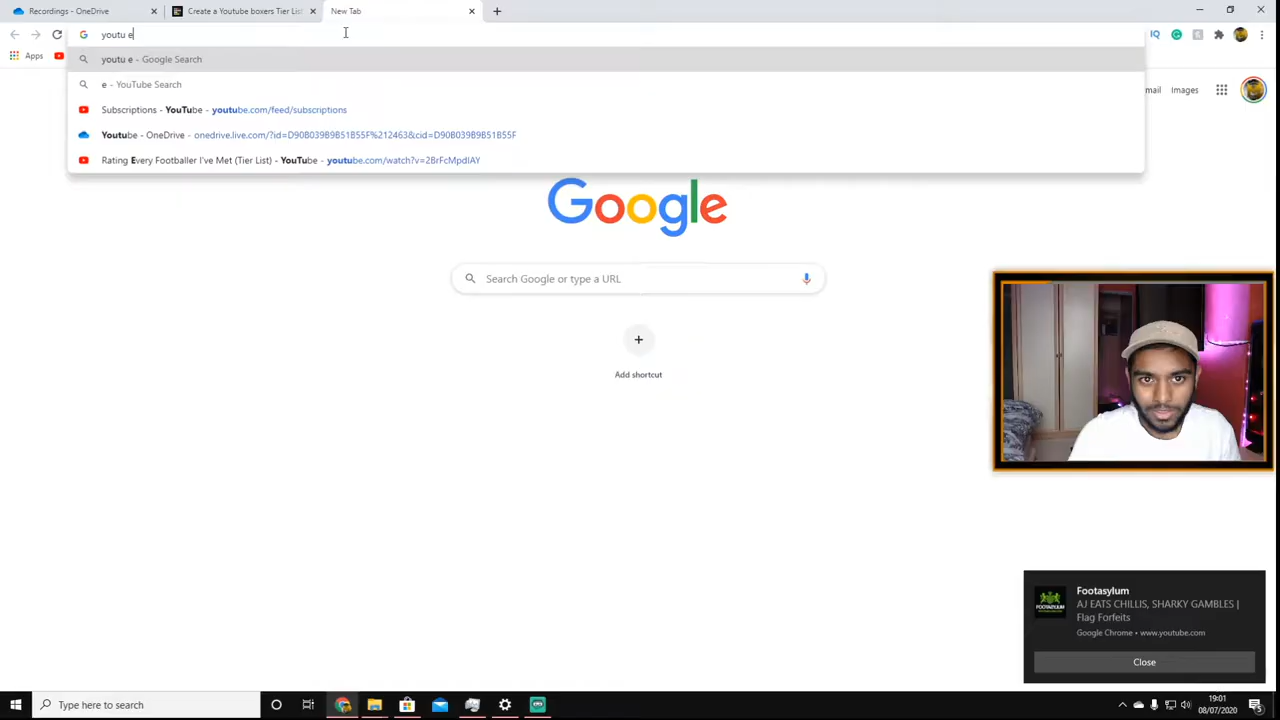 Recordings - OneDrive
Create a Youtube boxers Tier List
New Tab
youtu e
Apps
youtu e - Google Search
e - YouTube Search
Subscriptions - YouTube - youtube.com/feed/subscriptions
Youtube - OneDrive - onedrive.live.com/?id=D90B039B9B51B55F%212463&cid=D90B039B9B51B55F
Rating Every Footballer I've Met (Tier List) - YouTube - youtube.com/watch?v=2BrFcMpdIAY
mail
Images
Google
Search Google or type a URL
Add shortcut
FOOTASYLUM
Footasylum
AJ EATS CHILLIS, SHARKY GAMBLES |
Flag Forfeits
Google Chrome • www.youtube.com
Close
Type here to search
19:01
08/07/2020